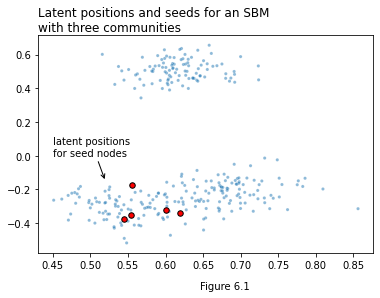 Latent positions and seeds for an SBM
with three communities
0.6
0.4
0.2
0.0
−0.2
−0.4
latent positions
for seed nodes
0.45 0.50 0.55 0.60 0.65 0.70 0.75 0.80 0.85
Figure 6.1